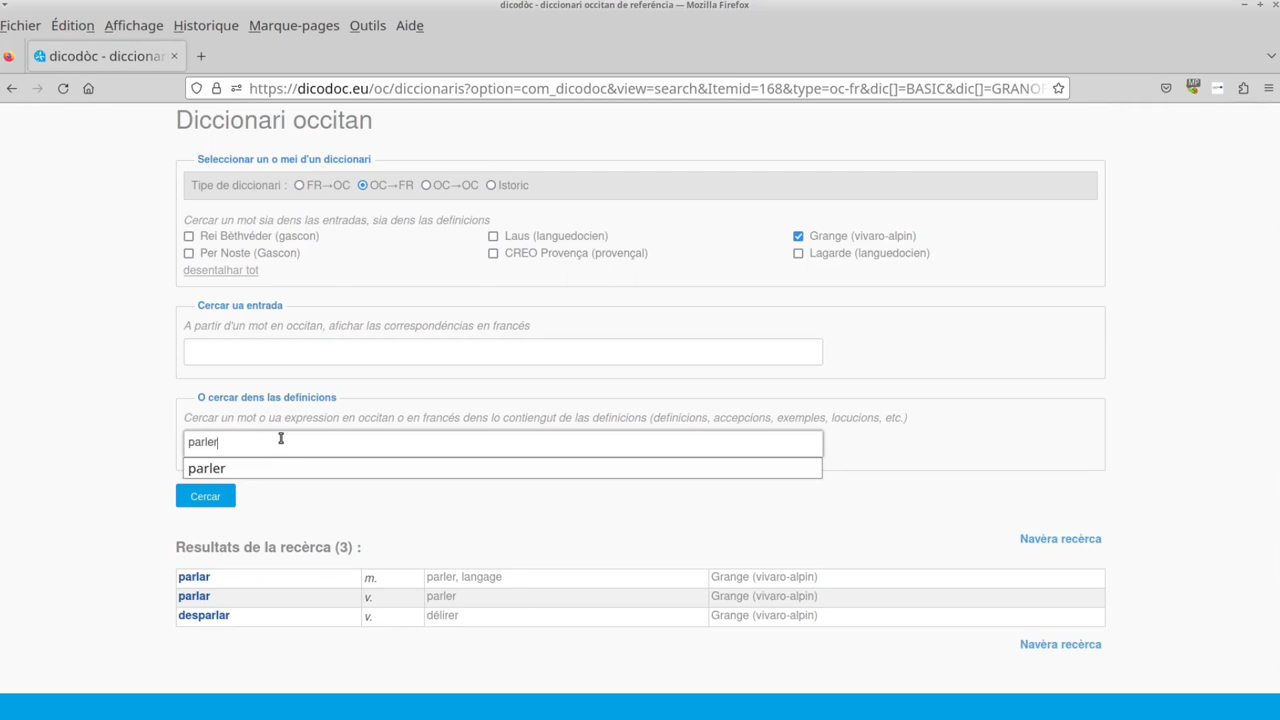 dicodòc - diccionari occitan de referéncia — Mozilla Firefox
Fichier Édition Affichage Historique Marque-pages Outils Aide
dicodòc - diccionar
https://dicodoc.eu/oc/diccionaris?option=com_dicodoc&view=search&Itemid=168&type=oc-fr&dic[]=BASIC&dic[]=GRANOF
Diccionari occitan
Seleccionar un o mei d'un diccionari
Tipe de diccionari : FR→OC OC→FR OC→OC Istoric
Cercar un mot sia dens las entradas, sia dens las definicions
Rei Bèthvéder (gascon) Laus (languedocien) Grange (vivaro-alpin)
Per Noste (Gascon) CREO Provença (provençal) Lagarde (languedocien)
desentalhar tot
Cercar ua entrada
A partir d'un mot en occitan, afichar las correspondéncias en francés
O cercar dens las definicions
Cercar un mot o ua expression en occitan o en francés dens lo contiengut de las definicions (definicions, accepcions, exemples, locucions, etc.)
parler
parler
Cercar
Resultats de la recèrca (3) :
Navèra recèrca
parlar m. parler, langage Grange (vivaro-alpin)
parlar v. parler Grange (vivaro-alpin)
desparlar v. délirer Grange (vivaro-alpin)
Navèra recèrca